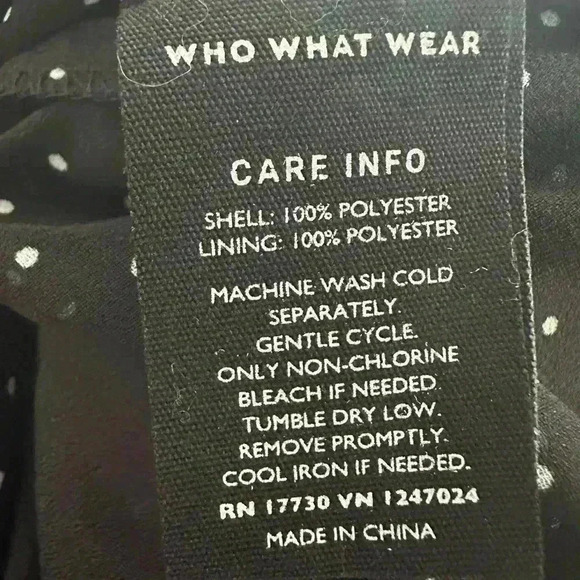 WHO WHAT WEAR
CARE INFO
SHELL: 100% POLYESTER
LINING: 100% POLYESTER
MACHINE WASH COLD
SEPARATELY.
GENTLE CYCLE.
ONLY NON-CHLORINE
BLEACH IF NEEDED.
TUMBLE DRY LOW.
REMOVE PROMPTLY.
COOL IRON IF NEEDED.
RN 17730 VN 1247024
MADE IN CHINA